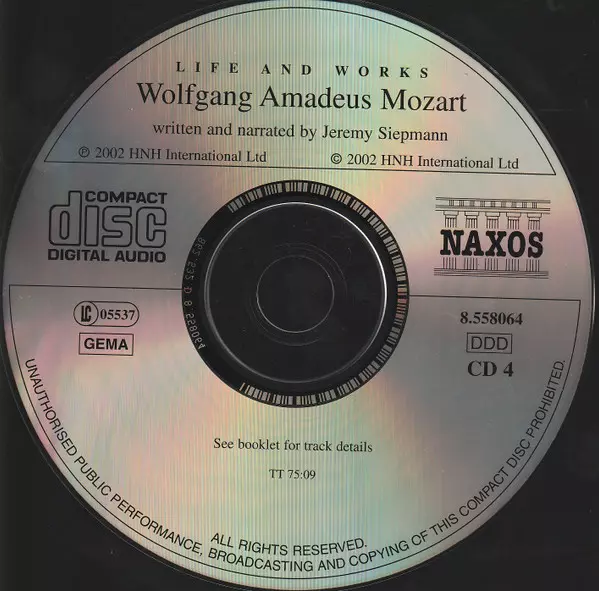 LIFE AND WORKS
Wolfgang Amadeus Mozart
written and narrated by Jeremy Siepmann
℗ 2002 HNH International Ltd
© 2002 HNH International Ltd
COMPACT
disc
DIGITAL AUDIO
NAXOS
LC 05537
GEMA
8.558064
DDD
CD 4
See booklet for track details
TT 75:09
ALL RIGHTS RESERVED.
UNAUTHORISED PUBLIC PERFORMANCE, BROADCASTING AND COPYING OF THIS COMPACT DISC PROHIBITED.